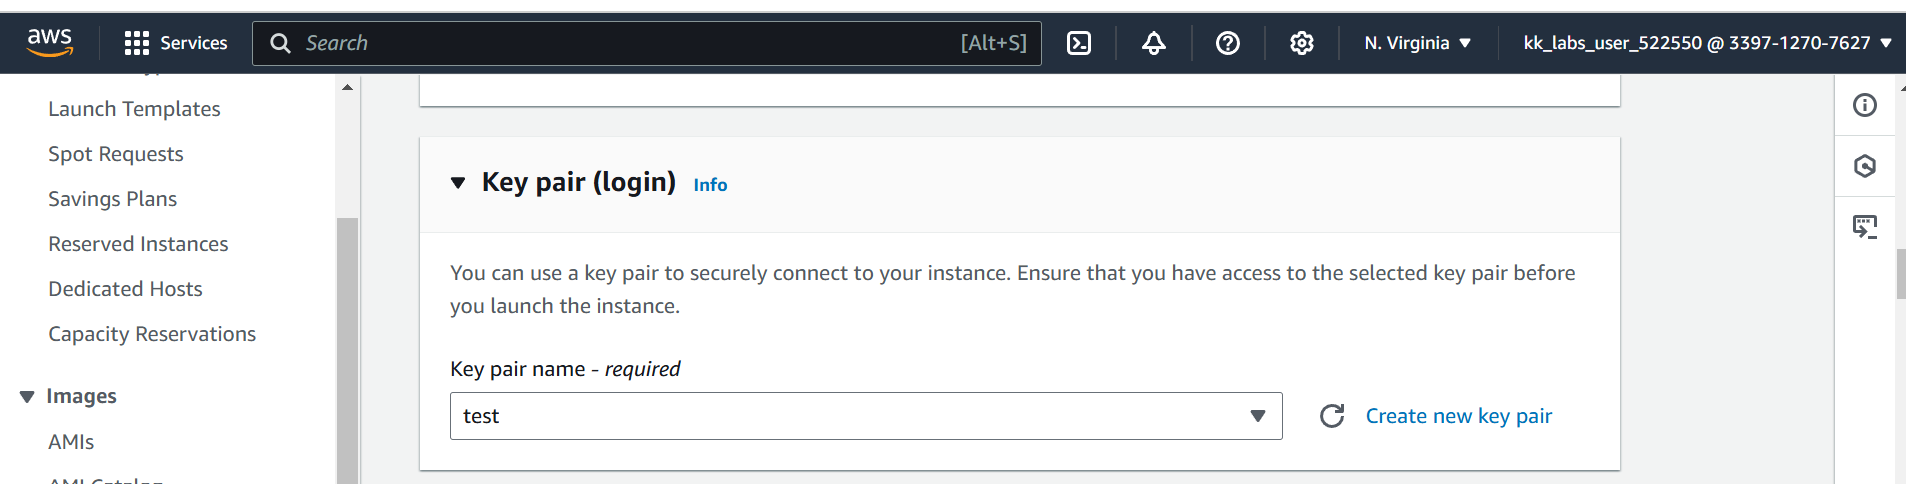 aws
Services
Search
[Alt+S]
N. Virginia
kk_labs_user_522550 @ 3397-1270-7627
Launch Templates
Spot Requests
Savings Plans
Reserved Instances
Dedicated Hosts
Capacity Reservations
Images
AMIs
AMI Catalog
Key pair (login)
Info
You can use a key pair to securely connect to your instance. Ensure that you have access to the selected key pair before
you launch the instance.
Key pair name - required
test
Create new key pair